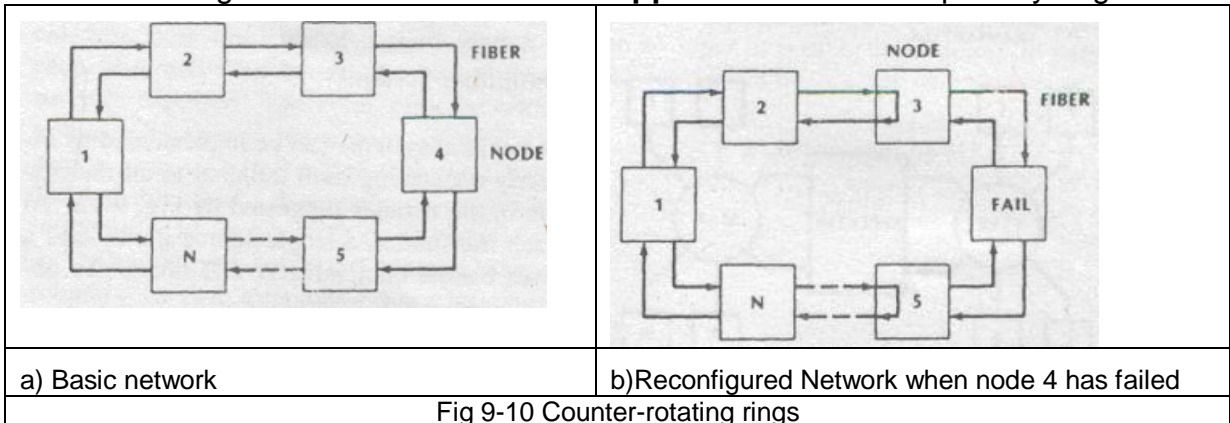 2
3
FIBER
1
4
NODE
N
5
NODE
2
3
FIBER
1
FAIL
N
5
a) Basic network
b)Reconfigured Network when node 4 has failed
Fig 9-10 Counter-rotating rings